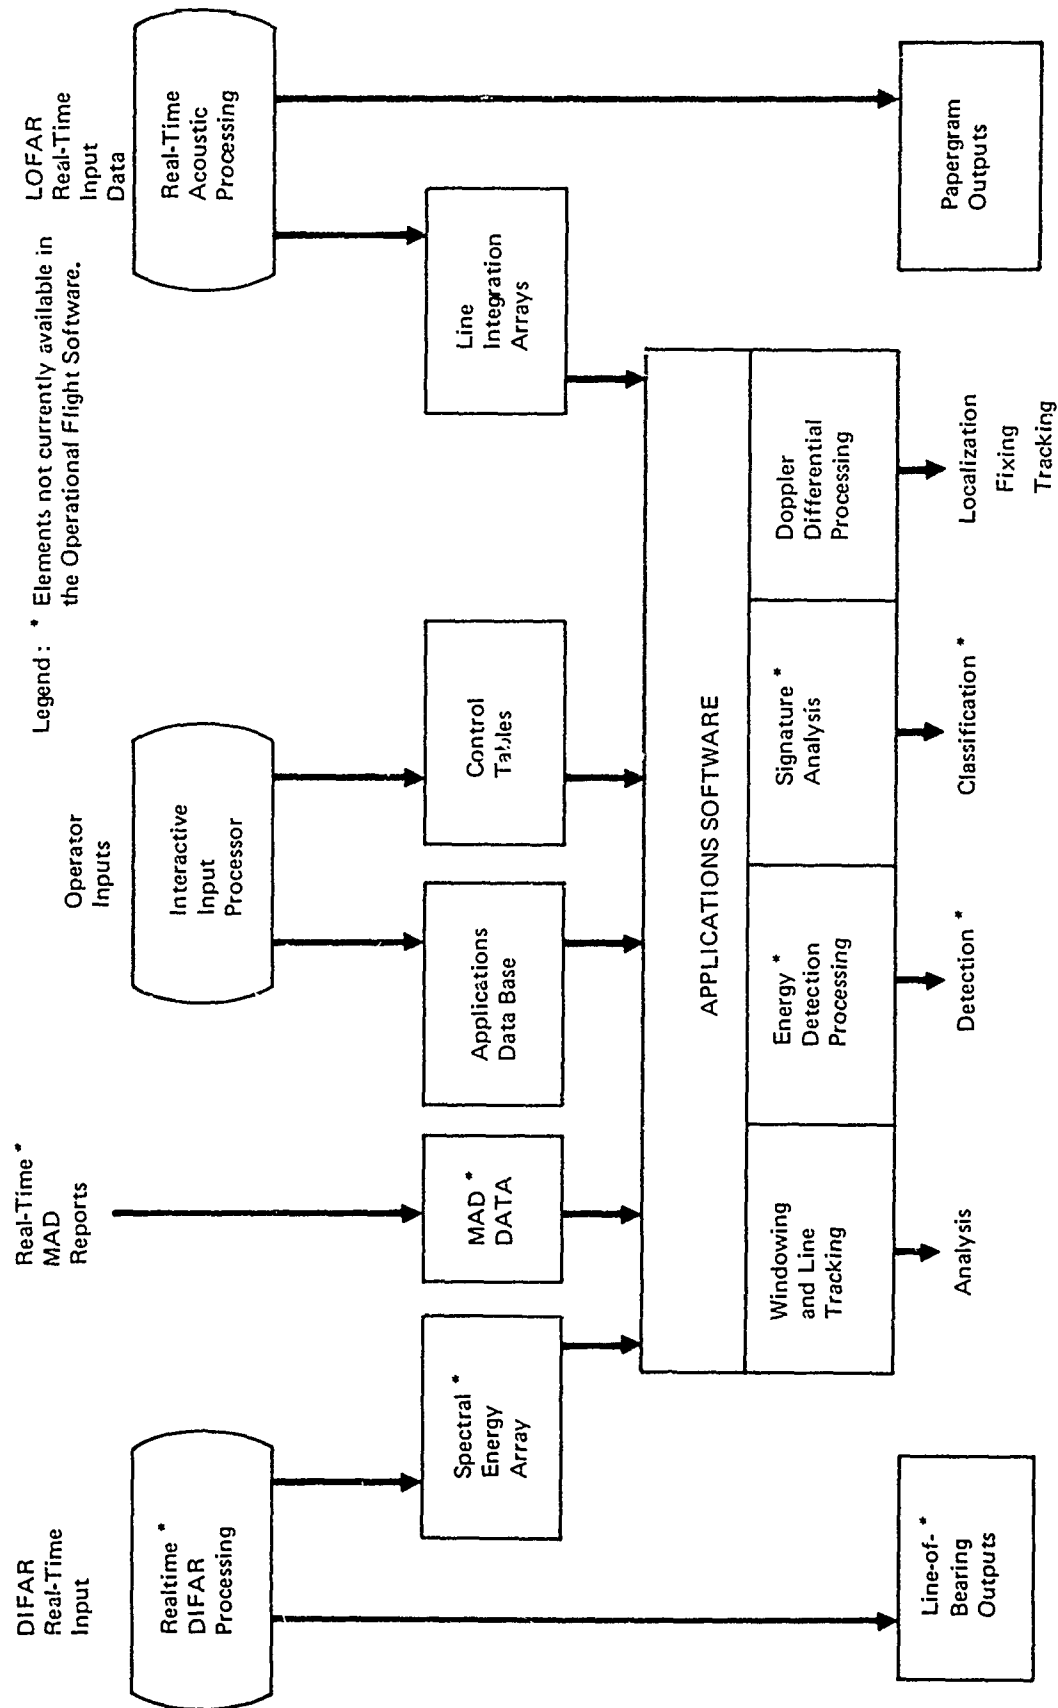 Legend: * Elements not currently available in
the Operational Flight Software.
DIFAR
Real-Time
Input
Real-Time *
MAD
Reports
Operator
Inputs
LOFAR
Real-Time
Input
Data
Realtime *
DIFAR
Processing
Interactive
Input
Processor
Real-Time
Acoustic
Processing
Spectral *
Energy
Array
MAD *
DATA
Applications
Data Base
Control
Tables
Line
Integration
Arrays
APPLICATIONS SOFTWARE
Windowing
and Line
Tracking
Energy *
Detection
Processing
Signature *
Analysis
Doppler
Differential
Processing
Line-of- *
Bearing
Outputs
Analysis
Detection *
Classification *
Localization
Fixing
Tracking
Papergram
Outputs